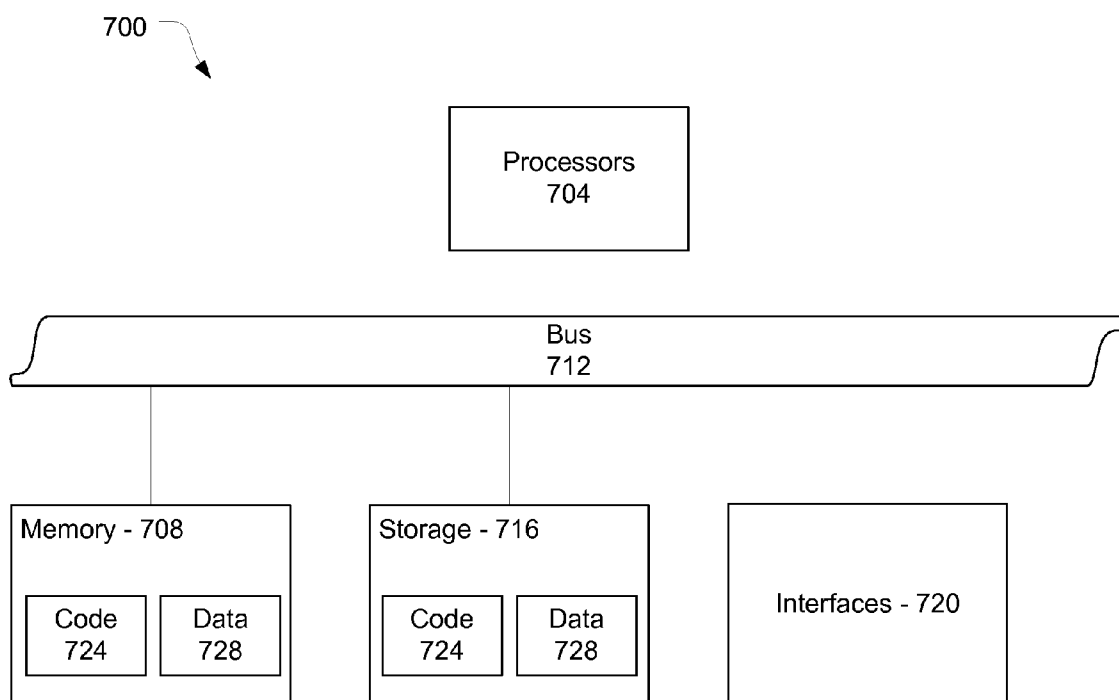 700
Processors
704
Bus
712
Memory - 708
Storage - 716
Code
724
Data
728
Code
724
Data
728
Interfaces - 720